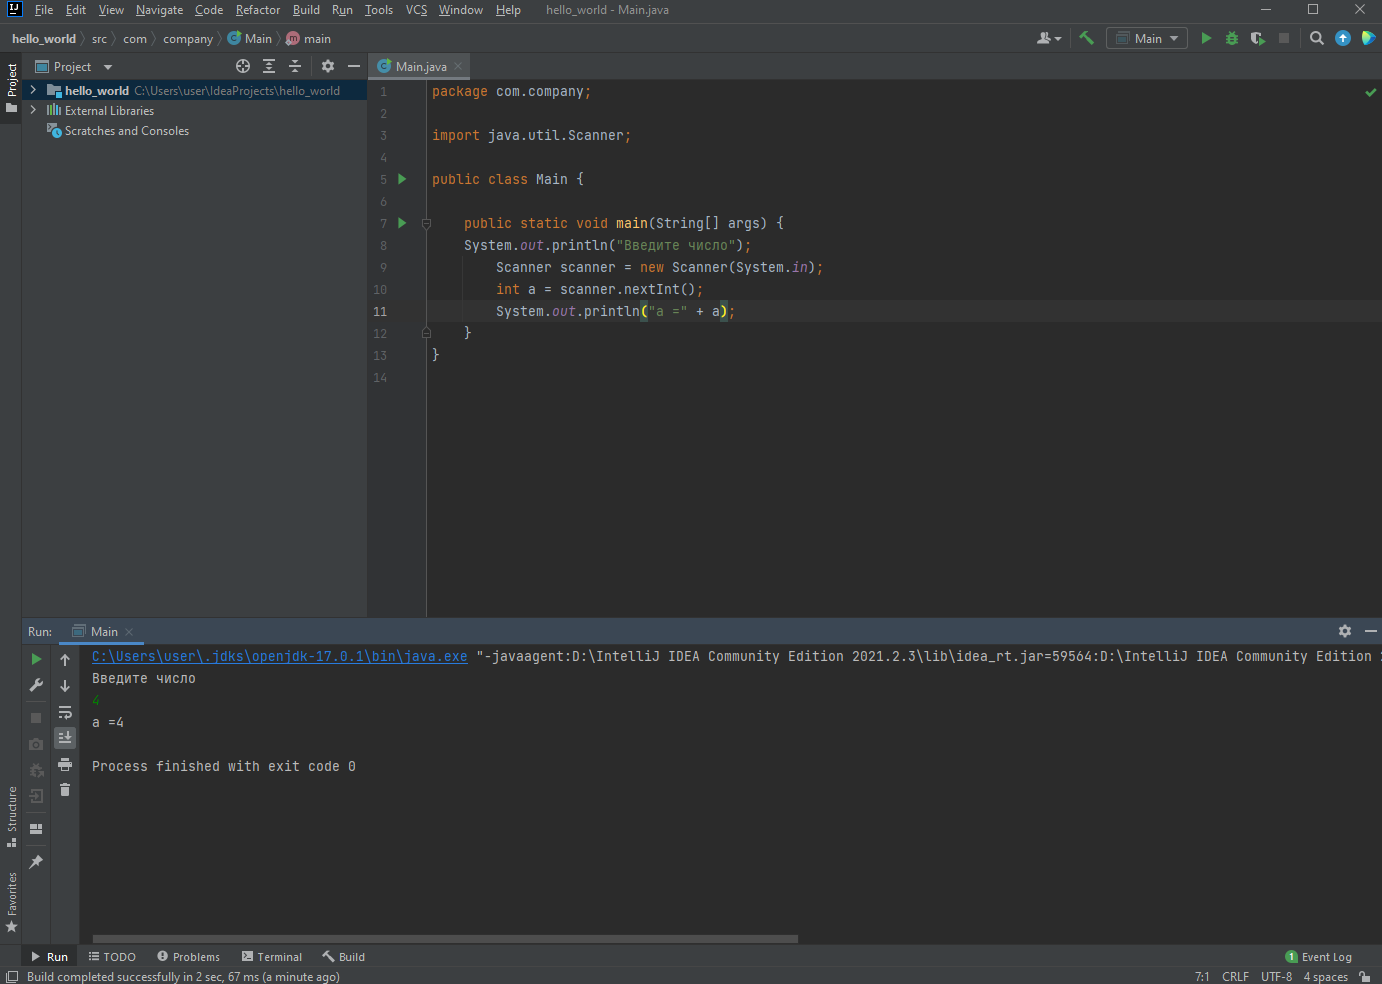 File Edit View Navigate Code Refactor Build Run Tools VCS Window Help hello_world - Main.java
hello_world src com company Main main
Main
Project
Project
Main.java
hello_world C:\Users\user\IdeaProjects\hello_world
External Libraries
Scratches and Consoles
1 package com.company;
2
3 import java.util.Scanner;
4
5 public class Main {
6
7 public static void main(String[] args) {
8 System.out.println("Введите число");
9 Scanner scanner = new Scanner(System.in);
10 int a = scanner.nextInt();
11 System.out.println("a =" + a);
12 }
13 }
14
Run: Main
C:\Users\user\.jdks\openjdk-17.0.1\bin\java.exe "-javaagent:D:\IntelliJ IDEA Community Edition 2021.2.3\lib\idea_rt.jar=59564:D:\IntelliJ IDEA Community Edition
Введите число
4
a =4
Process finished with exit code 0
Structure
Favorites
Run TODO Problems Terminal Build 1 Event Log
Build completed successfully in 2 sec, 67 ms (a minute ago) 7:1 CRLF UTF-8 4 spaces